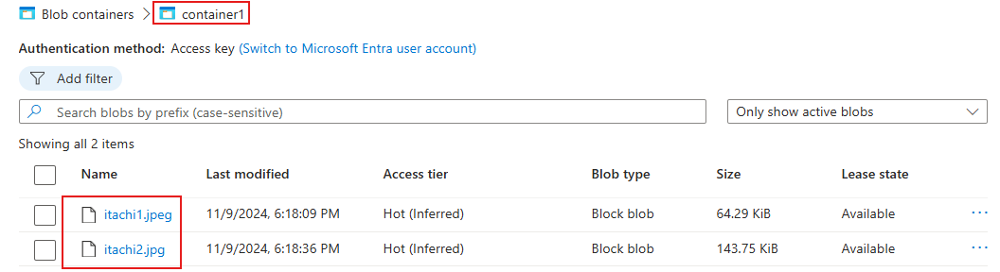 Blob containers > container1
Authentication method: Access key (Switch to Microsoft Entra user account)
Add filter
Search blobs by prefix (case-sensitive) Only show active blobs
Showing all 2 items
Name Last modified Access tier Blob type Size Lease state
itachi1.jpeg 11/9/2024, 6:18:09 PM Hot (Inferred) Block blob 64.29 KiB Available ...
itachi2.jpg 11/9/2024, 6:18:36 PM Hot (Inferred) Block blob 143.75 KiB Available ...